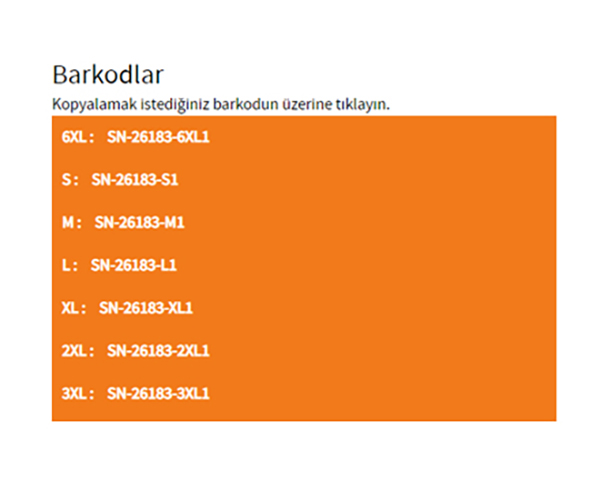 Barkodlar
Kopyalamak istediğiniz barkodun üzerine tıklayın.
6XL : SN-26183-6XL1
S : SN-26183-S1
M : SN-26183-M1
L : SN-26183-L1
XL : SN-26183-XL1
2XL : SN-26183-2XL1
3XL : SN-26183-3XL1